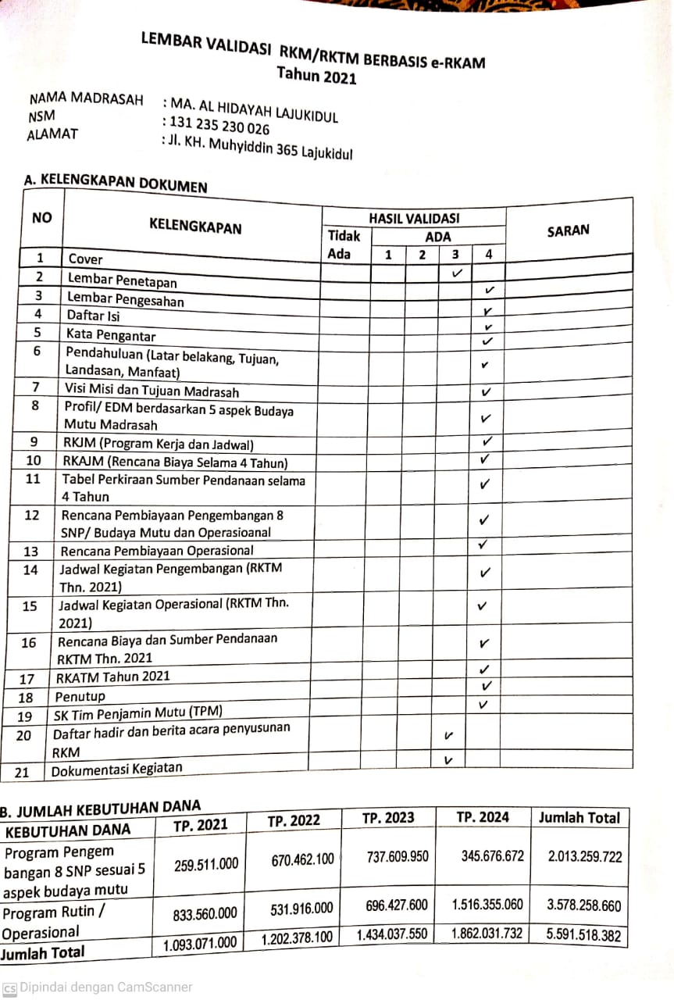 LEMBAR VALIDASI RKM/RKTM BERBASIS e-RKAM
Tahun 2021
NAMA MADRASAH : MA. AL HIDAYAH LAJUKIDUL
NSM : 131 235 230 026
ALAMAT : Jl. KH. Muhyiddin 365 Lajukidul
A. KELENGKAPAN DOKUMEN
NO KELENGKAPAN HASIL VALIDASI SARAN
Tidak Ada ADA
1 2 3 4
1 Cover ✓
2 Lembar Penetapan ✓
3 Lembar Pengesahan ✓
4 Daftar Isi ✓
5 Kata Pengantar ✓
6 Pendahuluan (Latar belakang, Tujuan,
Landasan, Manfaat) ✓
7 Visi Misi dan Tujuan Madrasah ✓
8 Profil/ EDM berdasarkan 5 aspek Budaya
Mutu Madrasah ✓
9 RKJM (Program Kerja dan Jadwal) ✓
10 RKAJM (Rencana Biaya Selama 4 Tahun) ✓
11 Tabel Perkiraan Sumber Pendanaan selama
4 Tahun ✓
12 Rencana Pembiayaan Pengembangan 8
SNP/ Budaya Mutu dan Operasioanal ✓
13 Rencana Pembiayaan Operasional ✓
14 Jadwal Kegiatan Pengembangan (RKTM
Thn. 2021) ✓
15 Jadwal Kegiatan Operasional (RKTM Thn.
2021) ✓
16 Rencana Biaya dan Sumber Pendanaan
RKTM Thn. 2021 ✓
17 RKATM Tahun 2021 ✓
18 Penutup ✓
19 SK Tim Penjamin Mutu (TPM) ✓
20 Daftar hadir dan berita acara penyusunan
RKM ✓
21 Dokumentasi Kegiatan ✓
B. JUMLAH KEBUTUHAN DANA
KEBUTUHAN DANA TP. 2021 TP. 2022 TP. 2023 TP. 2024 Jumlah Total
Program Pengem
bangan 8 SNP sesuai 5
aspek budaya mutu 259.511.000 670.462.100 737.609.950 345.676.672 2.013.259.722
Program Rutin /
Operasional 833.560.000 531.916.000 696.427.600 1.516.355.060 3.578.258.660
Jumlah Total 1.093.071.000 1.202.378.100 1.434.037.550 1.862.031.732 5.591.518.382
CS Dipindai dengan CamScanner